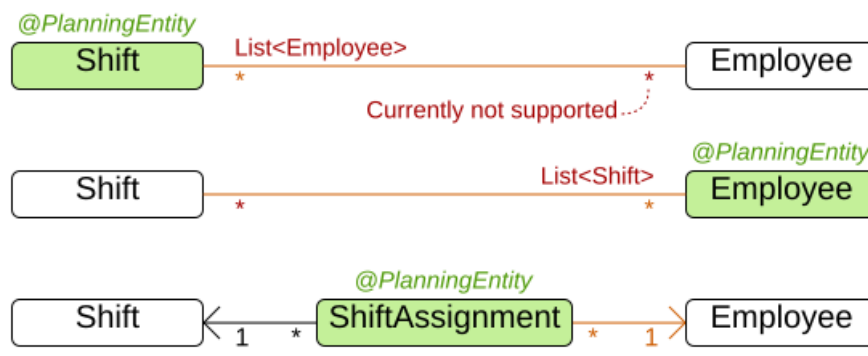 @PlanningEntity
Shift
List<Employee>
Employee
*
*
Currently not supported
@PlanningEntity
Shift
List<Shift>
Employee
*
*
@PlanningEntity
Shift
ShiftAssignment
Employee
1
*
*
1